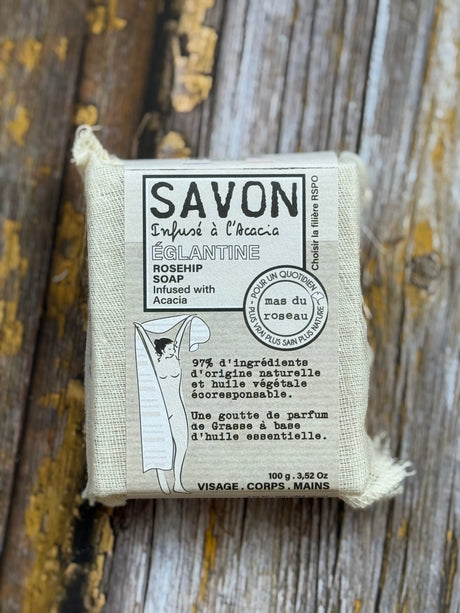 SAVON
Infusé à l'Acacia
ÉGLANTINE
ROSEHIP
SOAP
Infused with
Acacia
Choisir la filière RSPO
POUR UN QUOTIDIEN
PLUS VRAI PLUS SAIN PLUS NATURE
mas du
roseau
97% d'ingrédients
d'origine naturelle
et huile végétale
écoresponsable.
Une goutte de parfum
de Grasse à base
d'huile essentielle.
100 g . 3,52 Oz
VISAGE . CORPS . MAINS